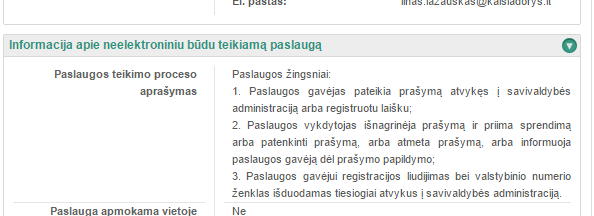 El. paštas:
linas.lazauskas@kaisiadorys.lt
Informacija apie neelektroniniu būdu teikiamą paslaugą
Paslaugos teikimo proceso
aprašymas
Paslaugos žingsniai:
1. Paslaugos gavėjas pateikia prašymą atvykęs į savivaldybės
administraciją arba registruotu laišku;
2. Paslaugos vykdytojas išnagrinėja prašymą ir priima sprendimą
arba patenkinti prašymą, arba atmeta prašymą, arba informuoja
paslaugos gavėją dėl prašymo papildymo;
3. Paslaugos gavėjui registracijos liudijimas bei valstybinio numerio
ženklas išduodamas tiesiogiai atvykus į savivaldybės administraciją.
Paslauga apmokama vietoje
Ne